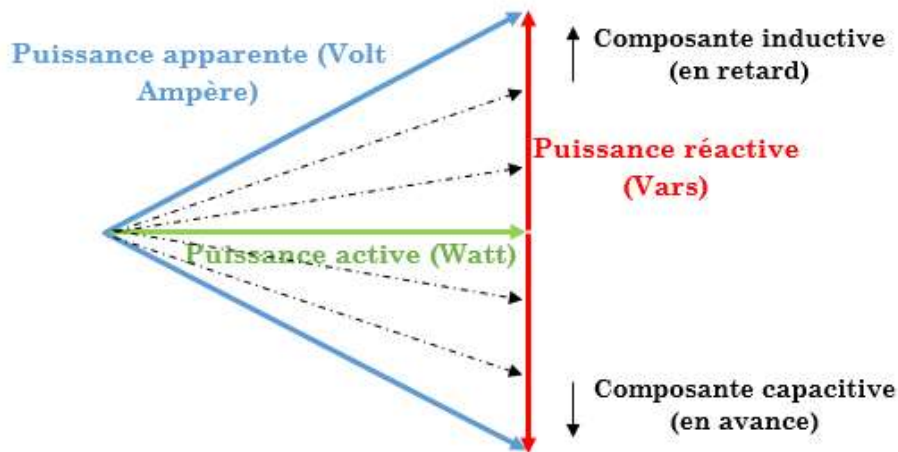 Puissance apparente (Volt
Ampère)
Composante inductive
(en retard)
Puissance réactive
(Vars)
Puissance active (Watt)
Composante capacitive
(en avance)